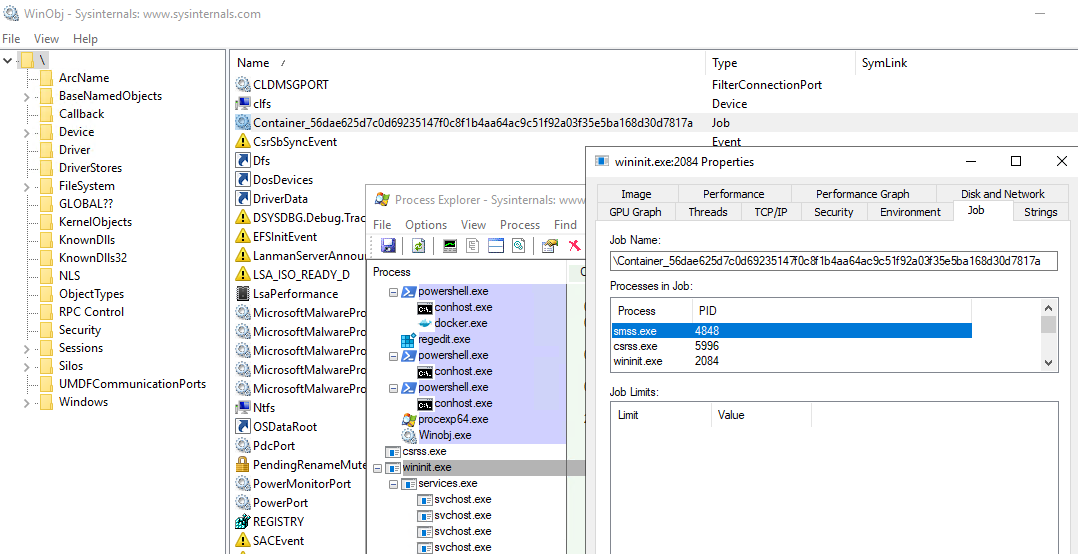 WinObj - Sysinternals: www.sysinternals.com
File View Help
\
ArcName
BaseNamedObjects
Callback
Device
Driver
DriverStores
FileSystem
GLOBAL??
KernelObjects
KnownDlls
KnownDlls32
NLS
ObjectTypes
RPC Control
Security
Sessions
Silos
UMDFCommunicationPorts
Windows
Name Type SymLink
CLDMSGPORT FilterConnectionPort
clfs Device
Container_56dae625d7c0d69235147f0c8f1b4aa64ac9c51f92a03f35e5ba168d30d7817a Job
CsrSbSyncEvent Event
Dfs
DosDevices
DriverData
DSYSDBG.Debug.Trac
EFSInitEvent
LanmanServerAnnou
LSA_ISO_READY_D
LsaPerformance
MicrosoftMalwarePro
MicrosoftMalwarePro
MicrosoftMalwarePro
MicrosoftMalwarePro
MicrosoftMalwarePro
Ntfs
OSDataRoot
PdcPort
PendingRenameMute
PowerMonitorPort
PowerPort
REGISTRY
SACEvent
Process Explorer - Sysinternals: www
File Options View Process Find
Process C
powershell.exe
conhost.exe
docker.exe
regedit.exe
powershell.exe
conhost.exe
powershell.exe
conhost.exe
procexp64.exe
Winobj.exe
csrss.exe
wininit.exe
services.exe
svchost.exe
svchost.exe
svchost.exe
svchost.exe
wininit.exe:2084 Properties
Image Performance Performance Graph Disk and Network
GPU Graph Threads TCP/IP Security Environment Job Strings
Job Name:
\Container_56dae625d7c0d69235147f0c8f1b4aa64ac9c51f92a03f35e5ba168d30d7817a
Processes in Job:
Process PID
smss.exe 4848
csrss.exe 5996
wininit.exe 2084
Job Limits:
Limit Value